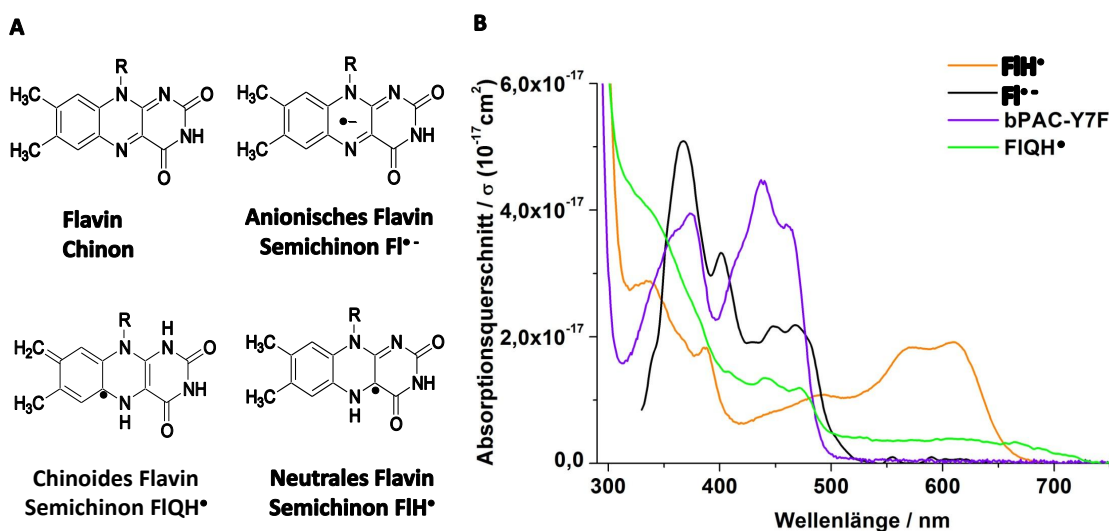 A
R
H₃C
N
N
O
H₃C
N
NH
O
Flavin
Chinon
R
H₃C
N
N
O
•–
H₃C
N
NH
O
Anionisches Flavin
Semichinon Fl•-
R
H
H₂C
N
N
O
H₃C
•
N
NH
H
O
Chinoides Flavin
Semichinon FlQH•
R
H₃C
N
N
O
H₃C
N
•
NH
H
O
Neutrales Flavin
Semichinon FlH•
B
Absorptionsquerschnitt / σ (10⁻¹⁷cm²)
6,0x10⁻¹⁷
4,0x10⁻¹⁷
2,0x10⁻¹⁷
0,0
300 400 500 600 700
Wellenlänge / nm
FlH•
Fl•-
bPAC-Y7F
FlQH•